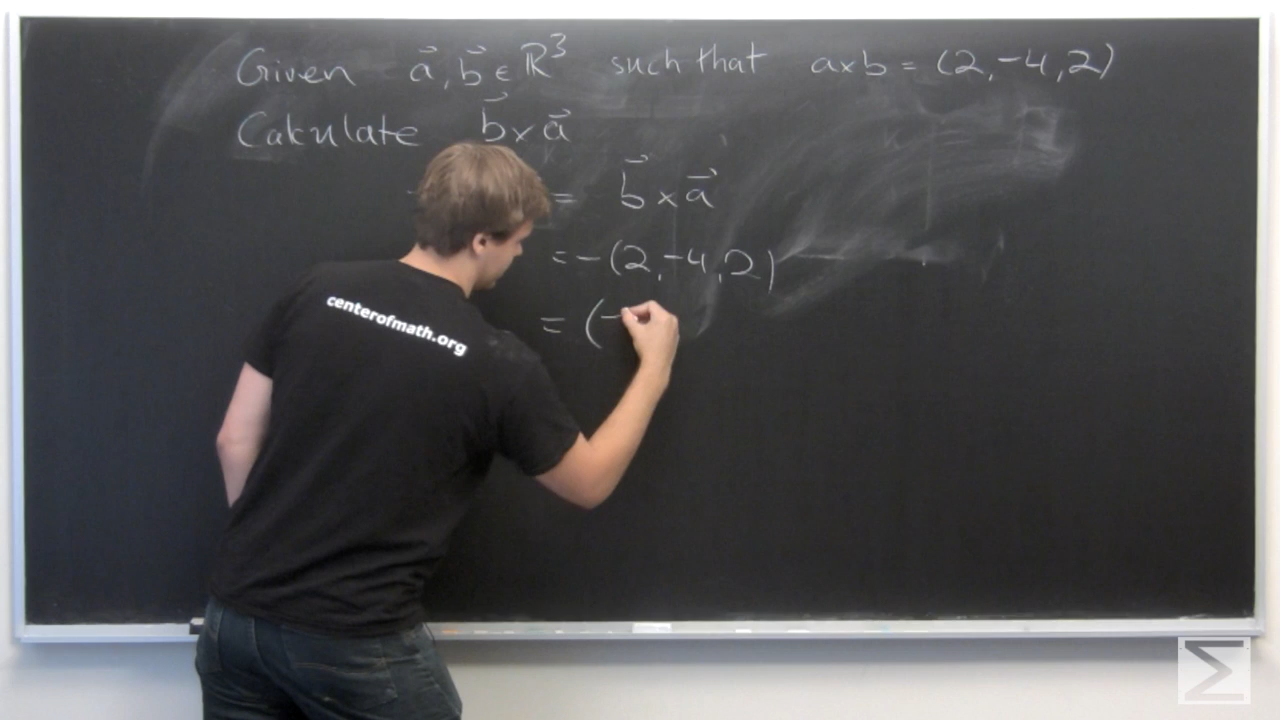 Given a⃗, b⃗ ∈ ℝ³ such that a×b = (2,-4,2)
Calculate b⃗×a⃗
= b⃗×a⃗
= -(2,-4,2)
= (-
centerofmath.org
Σ